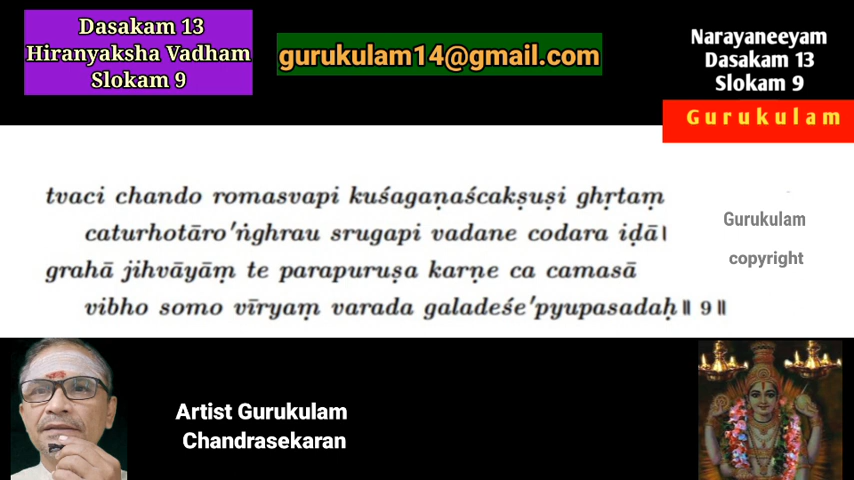 Dasakam 13
Hiranyaksha Vadham
Slokam 9
gurukulam14@gmail.com
Narayaneeyam
Dasakam 13
Slokam 9
Gurukulam
tvaci chando romasvapi kuśagaṇaścakṣuṣi ghṛtaṃ
caturhotāro'ṅghrau srugapi vadane codara iḍā।
grahā jihvāyāṃ te parapuruṣa karṇe ca camasā
vibho somo vīryaṃ varada galadeśe'pyupasadaḥ॥ 9॥
Gurukulam
copyright
Artist Gurukulam
Chandrasekaran